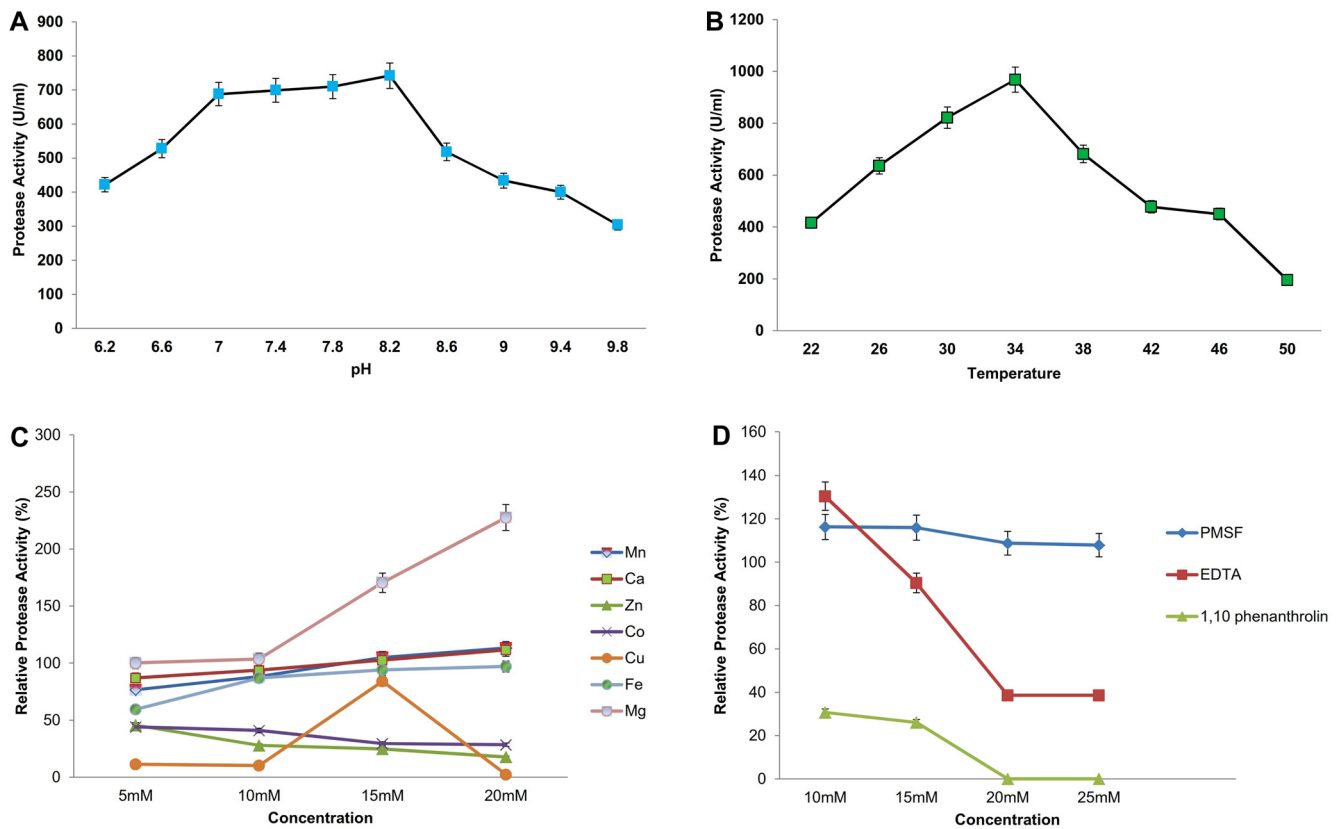 A
Protease Activity (U/ml)
900
800
700
600
500
400
300
200
100
0
6.2 6.6 7 7.4 7.8 8.2 8.6 9 9.4 9.8
pH
B
Protease Activity (U/ml)
1200
1000
800
600
400
200
0
22 26 30 34 38 42 46 50
Temperature
C
Relative Protease Activity (%)
300
250
200
150
100
50
0
5mM 10mM 15mM 20mM
Concentration
Mn
Ca
Zn
Co
Cu
Fe
Mg
D
Relative Protease Activity (%)
160
140
120
100
80
60
40
20
0
10mM 15mM 20mM 25mM
Concentration
PMSF
EDTA
1,10 phenanthrolin